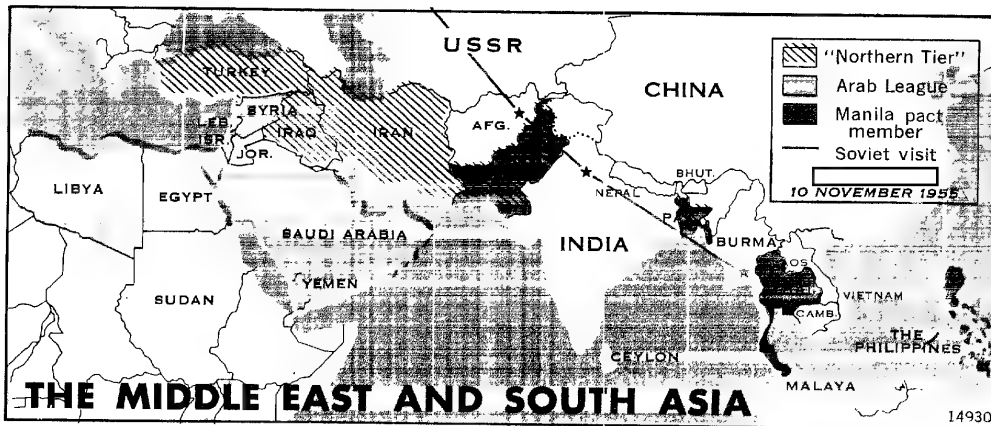 USSR
CHINA
TURKEY
SYRIA
LEB.
ISR.
IRAQ
JOR.
IRAN
AFG.
LIBYA
EGYPT
SAUDI ARABIA
YEMEN
SUDAN
NEPAL
BHUT.
INDIA
BURMA
VIETNAM
CAMB.
CEYLON
THE
PHILIPPINES
MALAYA
"Northern Tier"
Arab League
Manila pact
member
Soviet visit
10 NOVEMBER 1955
THE MIDDLE EAST AND SOUTH ASIA
14930